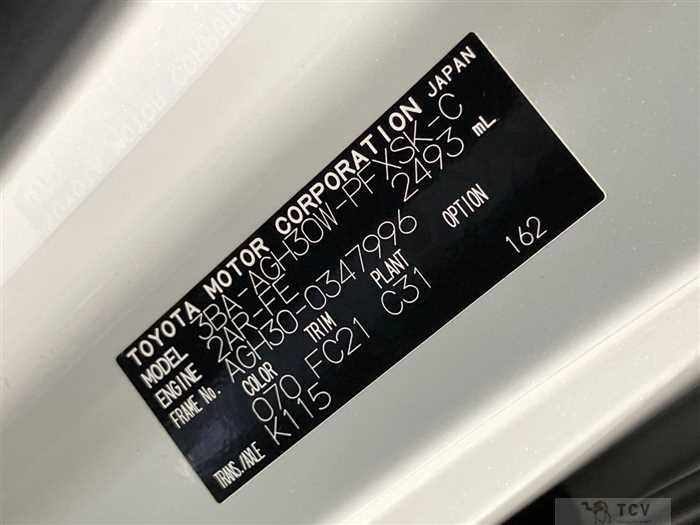 TOYOTA MOTOR CORPORATION JAPAN
MODEL 3BA-AGH30W-PFXSK-C
ENGINE 2AR-FE 2493 mL
FRAME No. AGH30-0347996
COLOR TRIM PLANT OPTION
070 FC21 C31 162
TRANS./AXLE K115
TCV